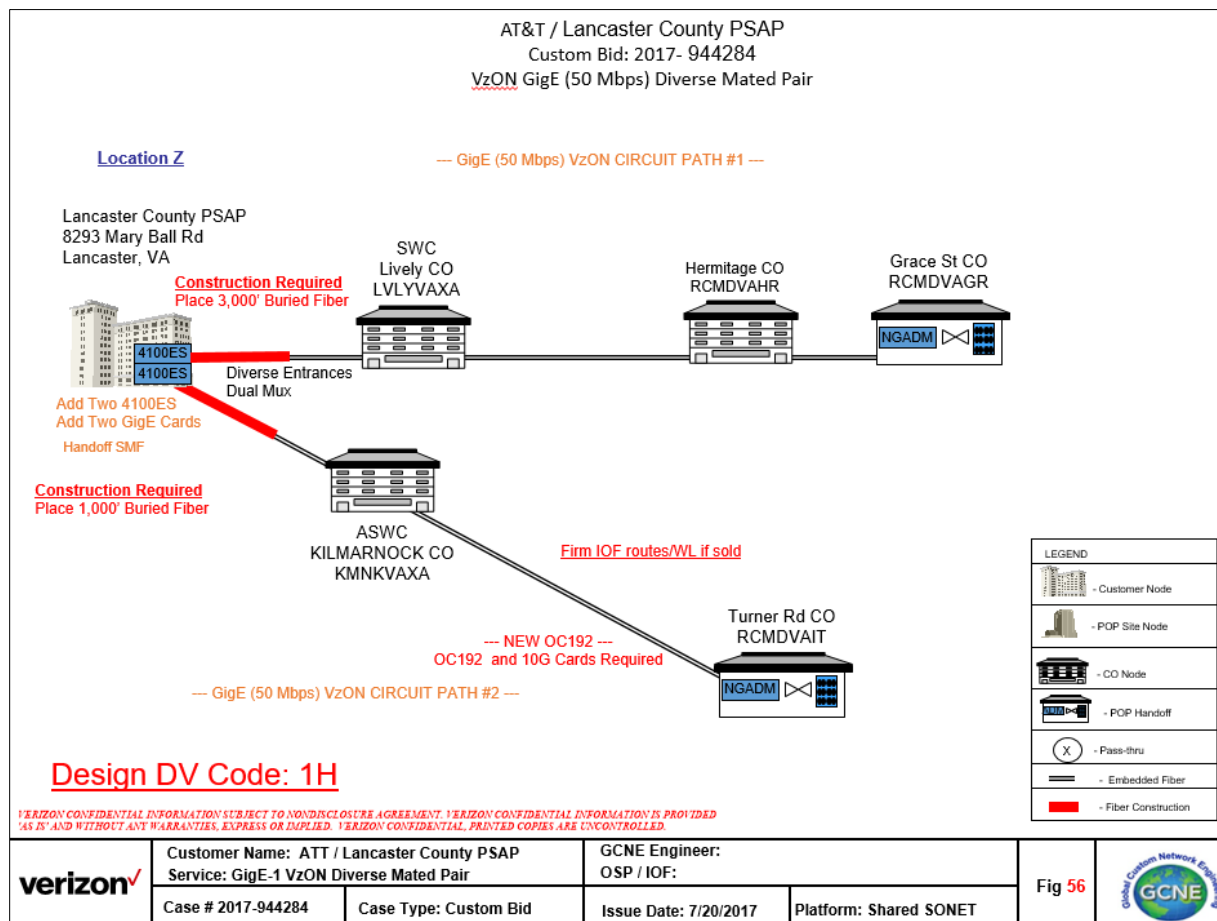 AT&T / Lancaster County PSAP
Custom Bid: 2017- 944284
VzON GigE (50 Mbps) Diverse Mated Pair
Location Z
--- GigE (50 Mbps) VzON CIRCUIT PATH #1 ---
Lancaster County PSAP
8293 Mary Ball Rd
Lancaster, VA
Construction Required
Place 3,000' Buried Fiber
SWC
Lively CO
LVLYVAXA
Hermitage CO
RCMDVAHR
Grace St CO
RCMDVAGR
NGADM
4100ES
4100ES
Diverse Entrances
Dual Mux
Add Two 4100ES
Add Two GigE Cards
Handoff SMF
Construction Required
Place 1,000' Buried Fiber
ASWC
KILMARNOCK CO
KMNKVAXA
Firm IOF routes/WL if sold
Turner Rd CO
RCMDVAIT
NGADM
--- NEW OC192 ---
OC192 and 10G Cards Required
--- GigE (50 Mbps) VzON CIRCUIT PATH #2 ---
LEGEND
- Customer Node
- POP Site Node
- CO Node
- POP Handoff
X
- Pass-thru
- Embedded Fiber
- Fiber Construction
Design DV Code: 1H
VERIZON CONFIDENTIAL INFORMATION SUBJECT TO NONDISCLOSURE AGREEMENT. VERIZON CONFIDENTIAL INFORMATION IS PROVIDED
'AS IS' AND WITHOUT ANY WARRANTIES, EXPRESS OR IMPLIED. VERIZON CONFIDENTIAL, PRINTED COPIES ARE UNCONTROLLED.
verizon
Customer Name: ATT / Lancaster County PSAP
Service: GigE-1 VzON Diverse Mated Pair
GCNE Engineer:
OSP / IOF:
Case # 2017-944284
Case Type: Custom Bid
Issue Date: 7/20/2017
Platform: Shared SONET
Fig 56
Global Custom Network
GCNE